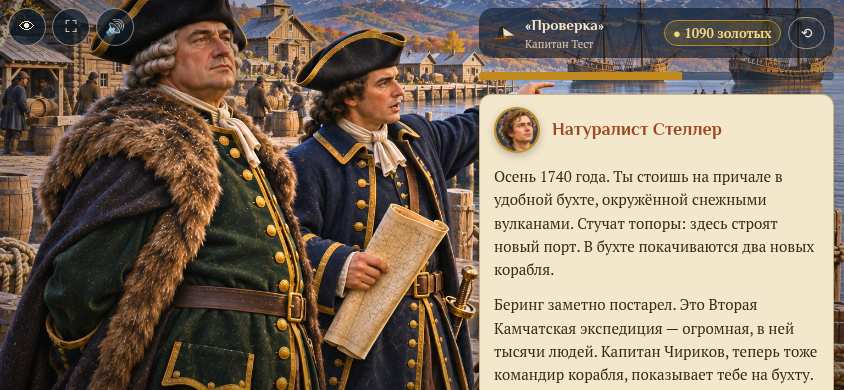 «Проверка»
Капитан Тест
● 1090 золотых
Натуралист Стеллер
Осень 1740 года. Ты стоишь на причале в
удобной бухте, окружённой снежными
вулканами. Стучат топоры: здесь строят
новый порт. В бухте покачиваются два новых
корабля.
Беринг заметно постарел. Это Вторая
Камчатская экспедиция — огромная, в ней
тысячи людей. Капитан Чириков, теперь тоже
командир корабля, показывает тебе на бухту.